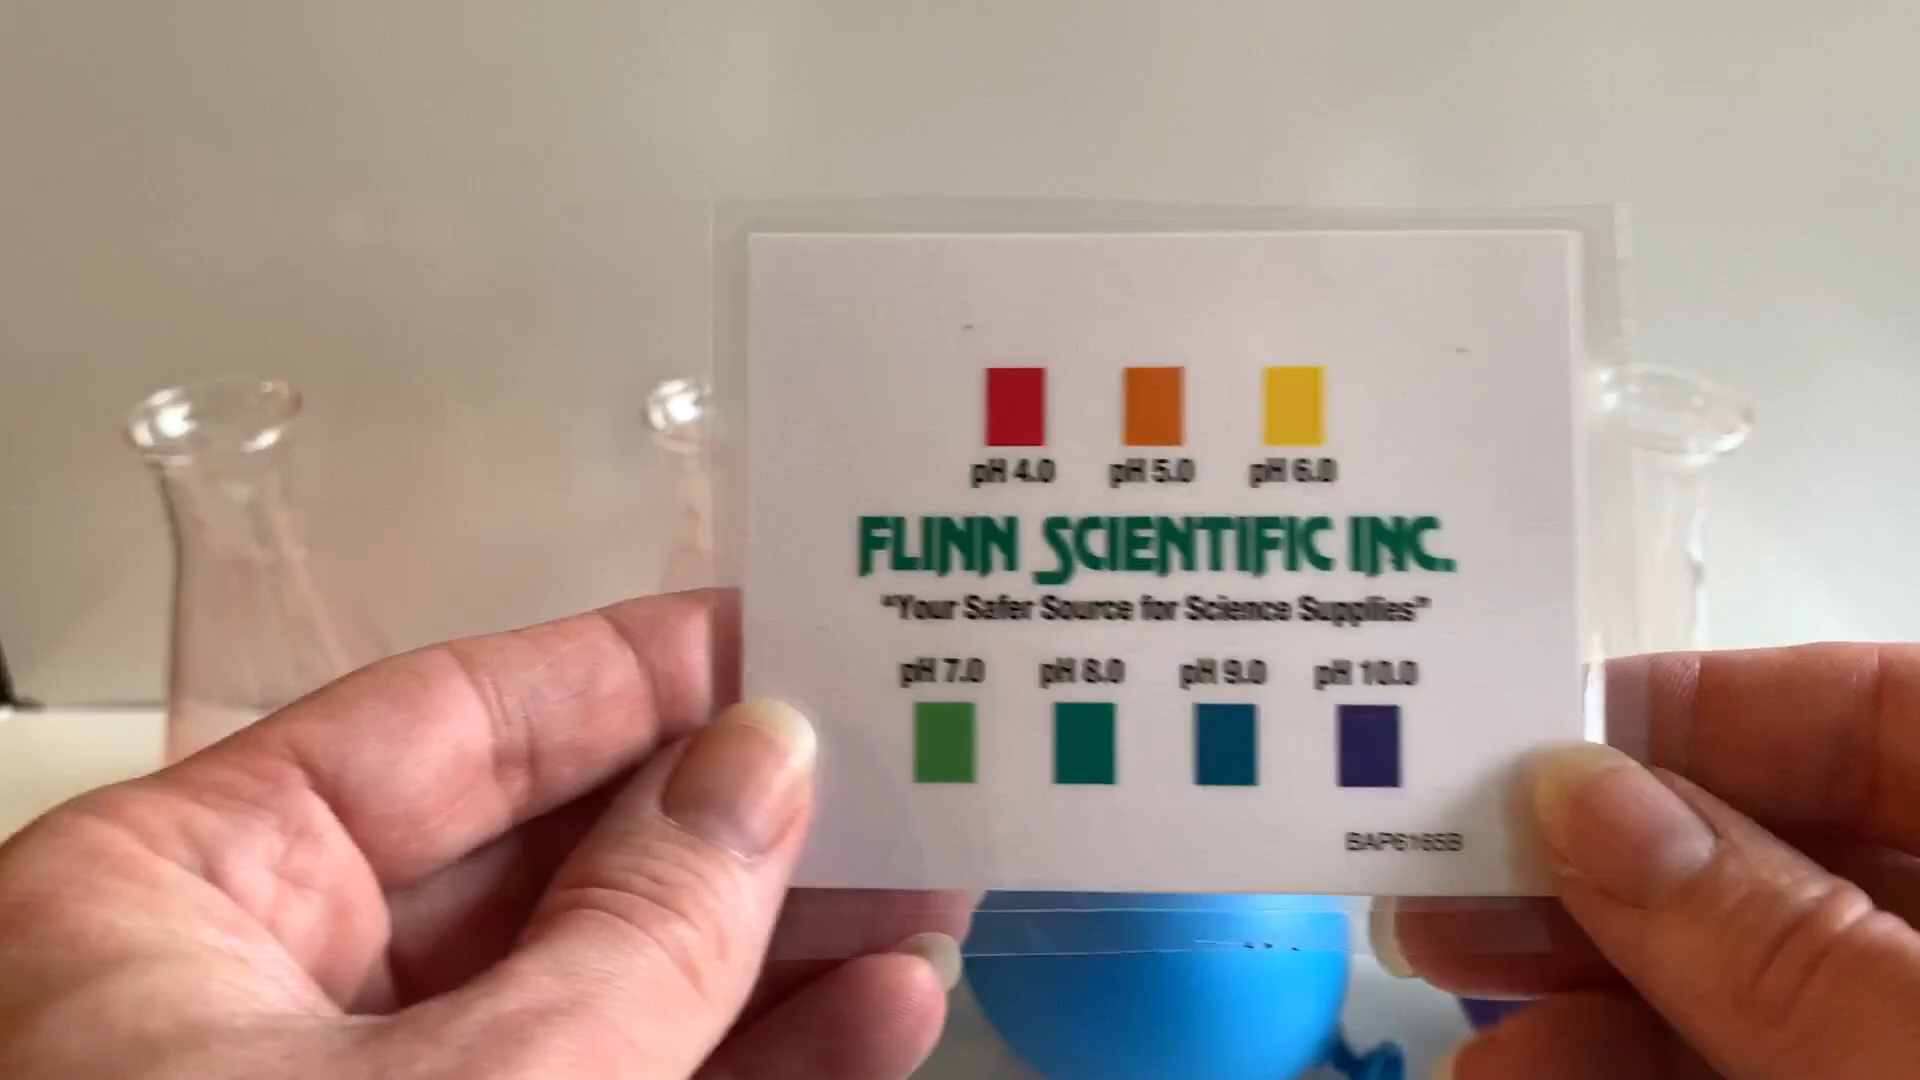 pH 4.0 pH 5.0 pH 6.0
FLINN SCIENTIFIC INC.
"Your Safer Source for Science Supplies"
pH 7.0 pH 8.0 pH 9.0 pH 10.0